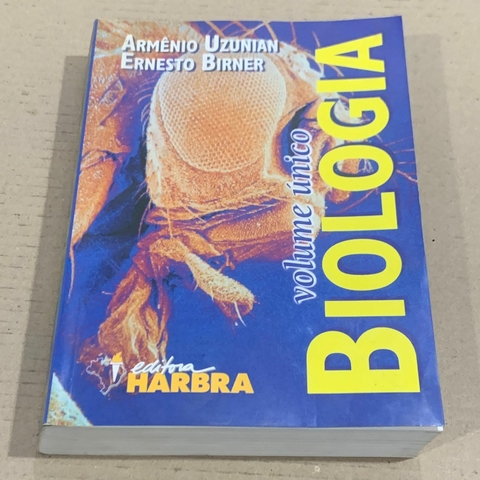 ARMÊNIO UZUNIAN
ERNESTO BIRNER
volume único
BIOLOGIA
editora
HARBRA